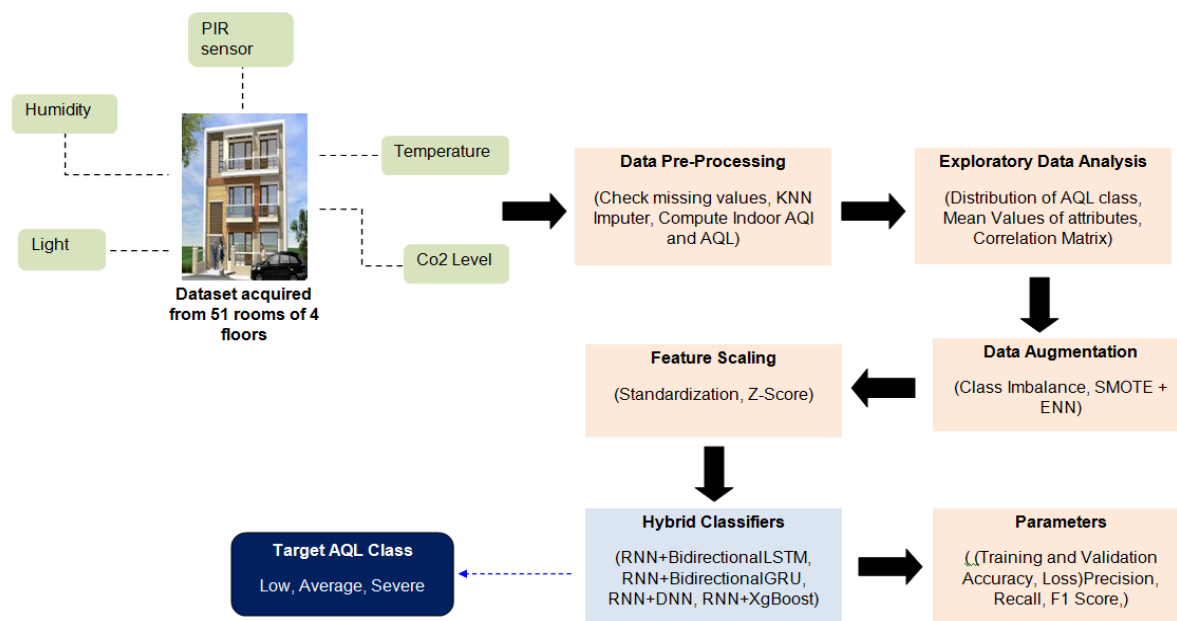 PIR
sensor
Humidity
Temperature
Light
Co2 Level
Dataset acquired
from 51 rooms of 4
floors
Data Pre-Processing
(Check missing values, KNN
Imputer, Compute Indoor AQI
and AQL)
Exploratory Data Analysis
(Distribution of AQL class,
Mean Values of attributes,
Correlation Matrix)
Data Augmentation
(Class Imbalance, SMOTE +
ENN)
Feature Scaling
(Standardization, Z-Score)
Hybrid Classifiers
(RNN+BidirectionalLSTM,
RNN+BidirectionalGRU,
RNN+DNN, RNN+XgBoost)
Parameters
( (Training and Validation
Accuracy, Loss)Precision,
Recall, F1 Score,)
Target AQL Class
Low, Average, Severe